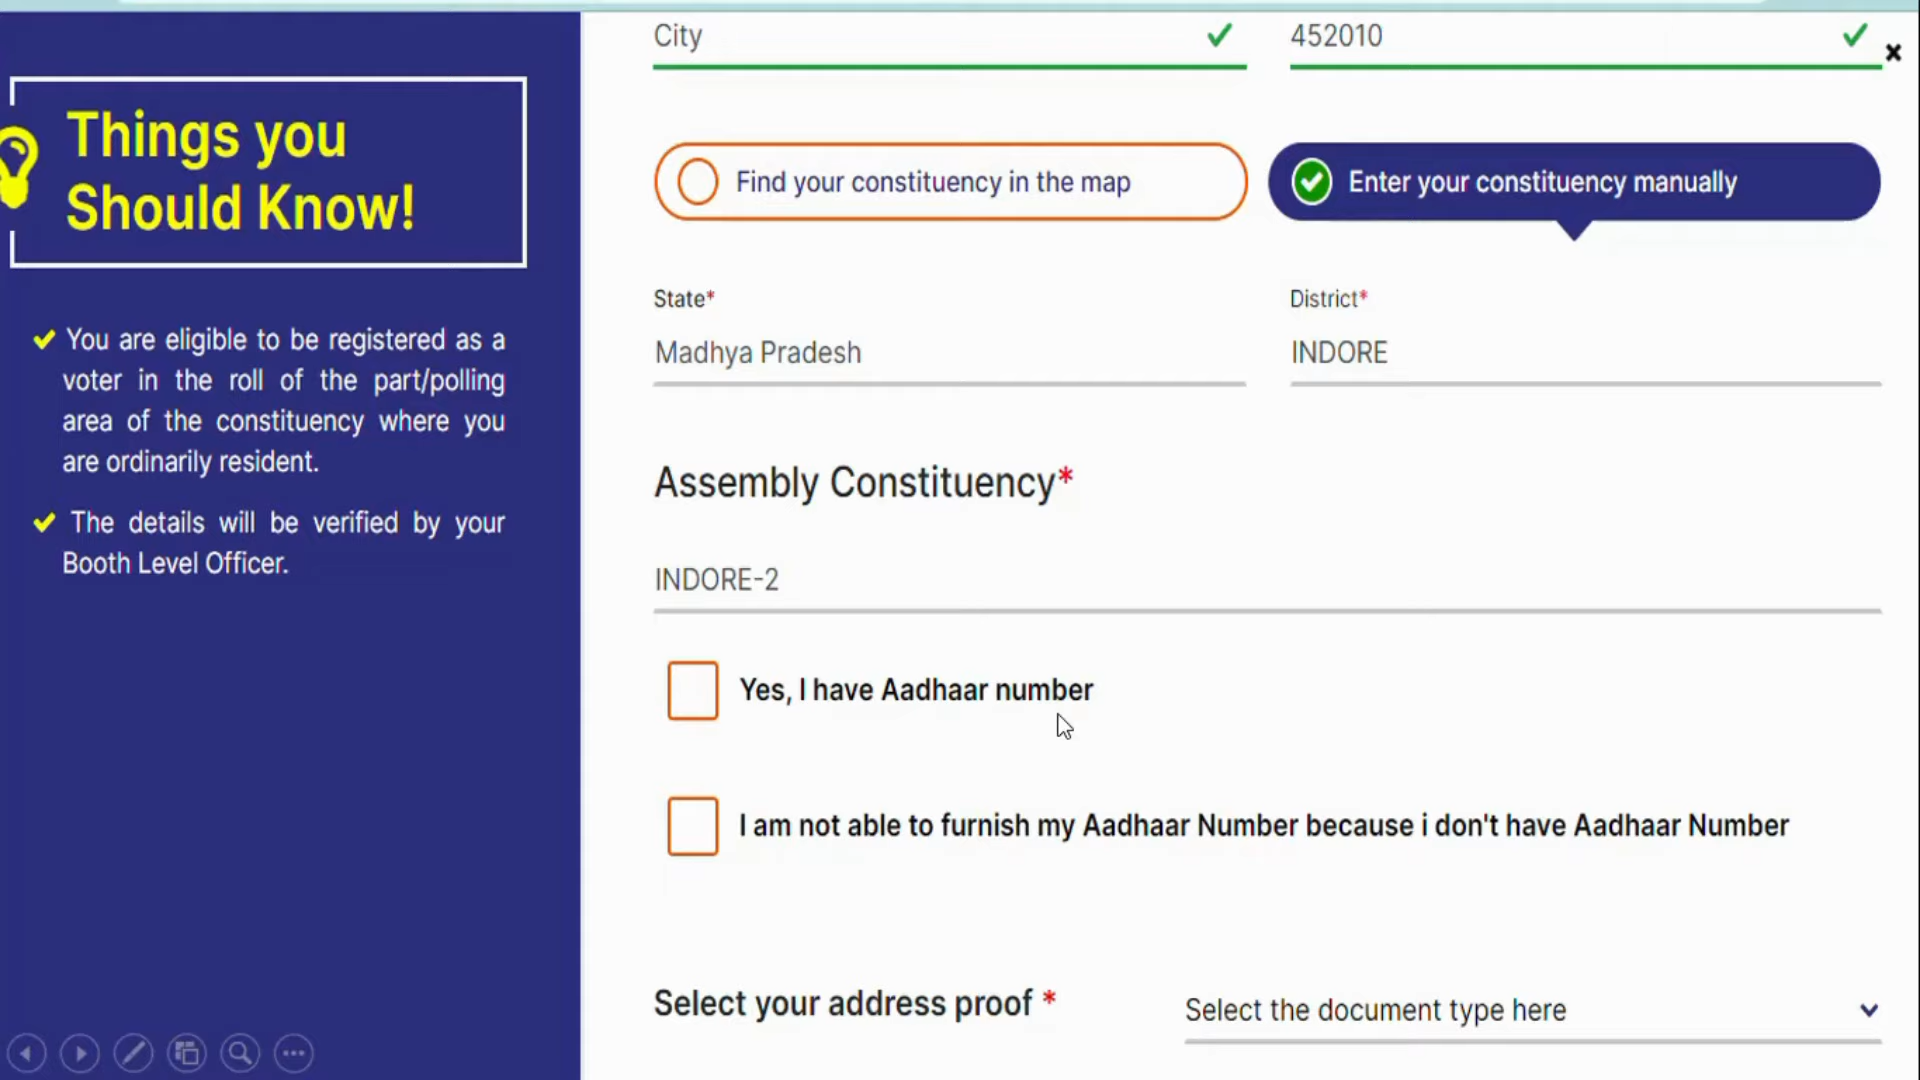 Things you
Should Know!
You are eligible to be registered as a
voter in the roll of the part/polling
area of the constituency where you
are ordinarily resident.
The details will be verified by your
Booth Level Officer.
City
452010
Find your constituency in the map
Enter your constituency manually
State*
District*
Madhya Pradesh
INDORE
Assembly Constituency*
INDORE-2
Yes, I have Aadhaar number
I am not able to furnish my Aadhaar Number because i don't have Aadhaar Number
Select your address proof *
Select the document type here